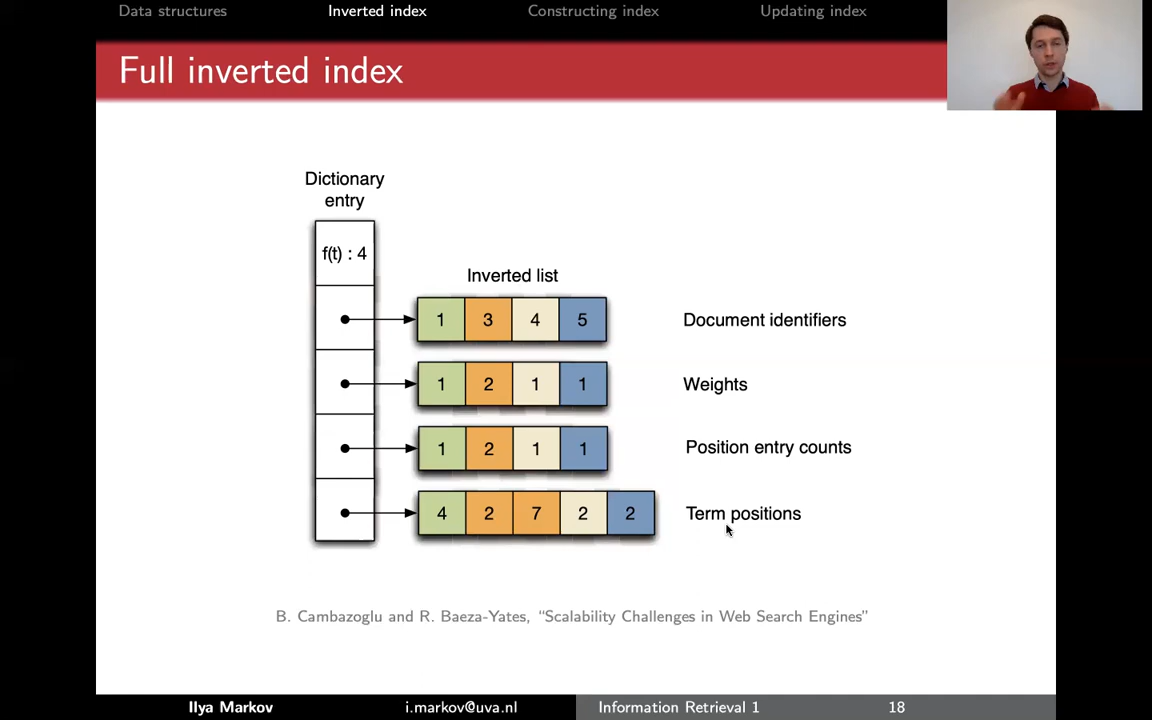 Data structures Inverted index Constructing index Updating index
Full inverted index
Dictionary
entry
f(t) : 4
Inverted list
1 3 4 5 Document identifiers
1 2 1 1 Weights
1 2 1 1 Position entry counts
4 2 7 2 2 Term positions
B. Cambazoglu and R. Baeza-Yates, “Scalability Challenges in Web Search Engines”
Ilya Markov i.markov@uva.nl Information Retrieval 1 18